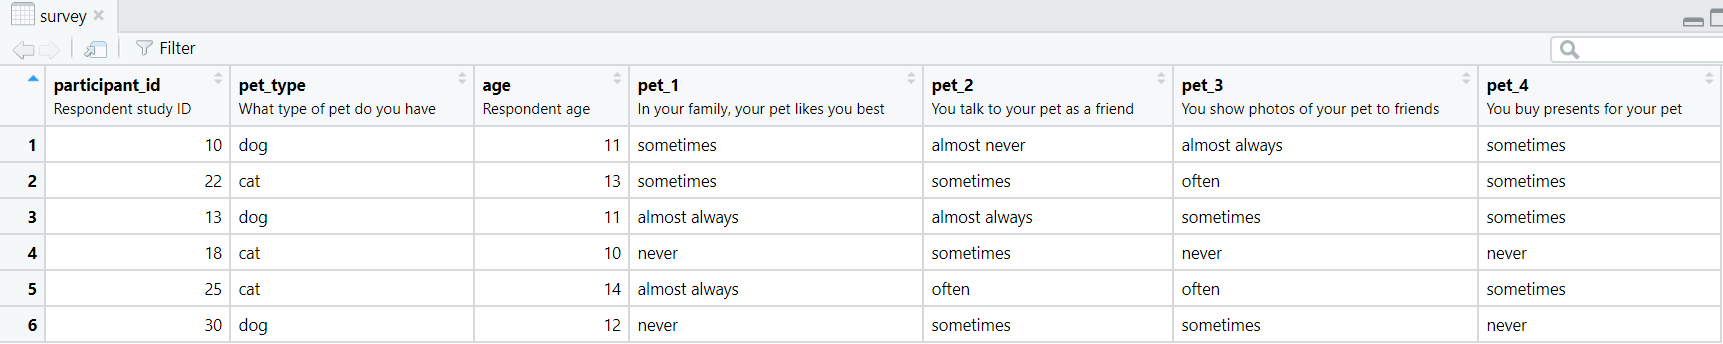 survey
Filter
participant_id pet_type age pet_1 pet_2 pet_3 pet_4
Respondent study ID What type of pet do you have Respondent age In your family, your pet likes you best You talk to your pet as a friend You show photos of your pet to friends You buy presents for your pet
1 10 dog 11 sometimes almost never almost always sometimes
2 22 cat 13 sometimes sometimes often sometimes
3 13 dog 11 almost always almost always sometimes sometimes
4 18 cat 10 never sometimes never never
5 25 cat 14 almost always often often sometimes
6 30 dog 12 never sometimes sometimes never